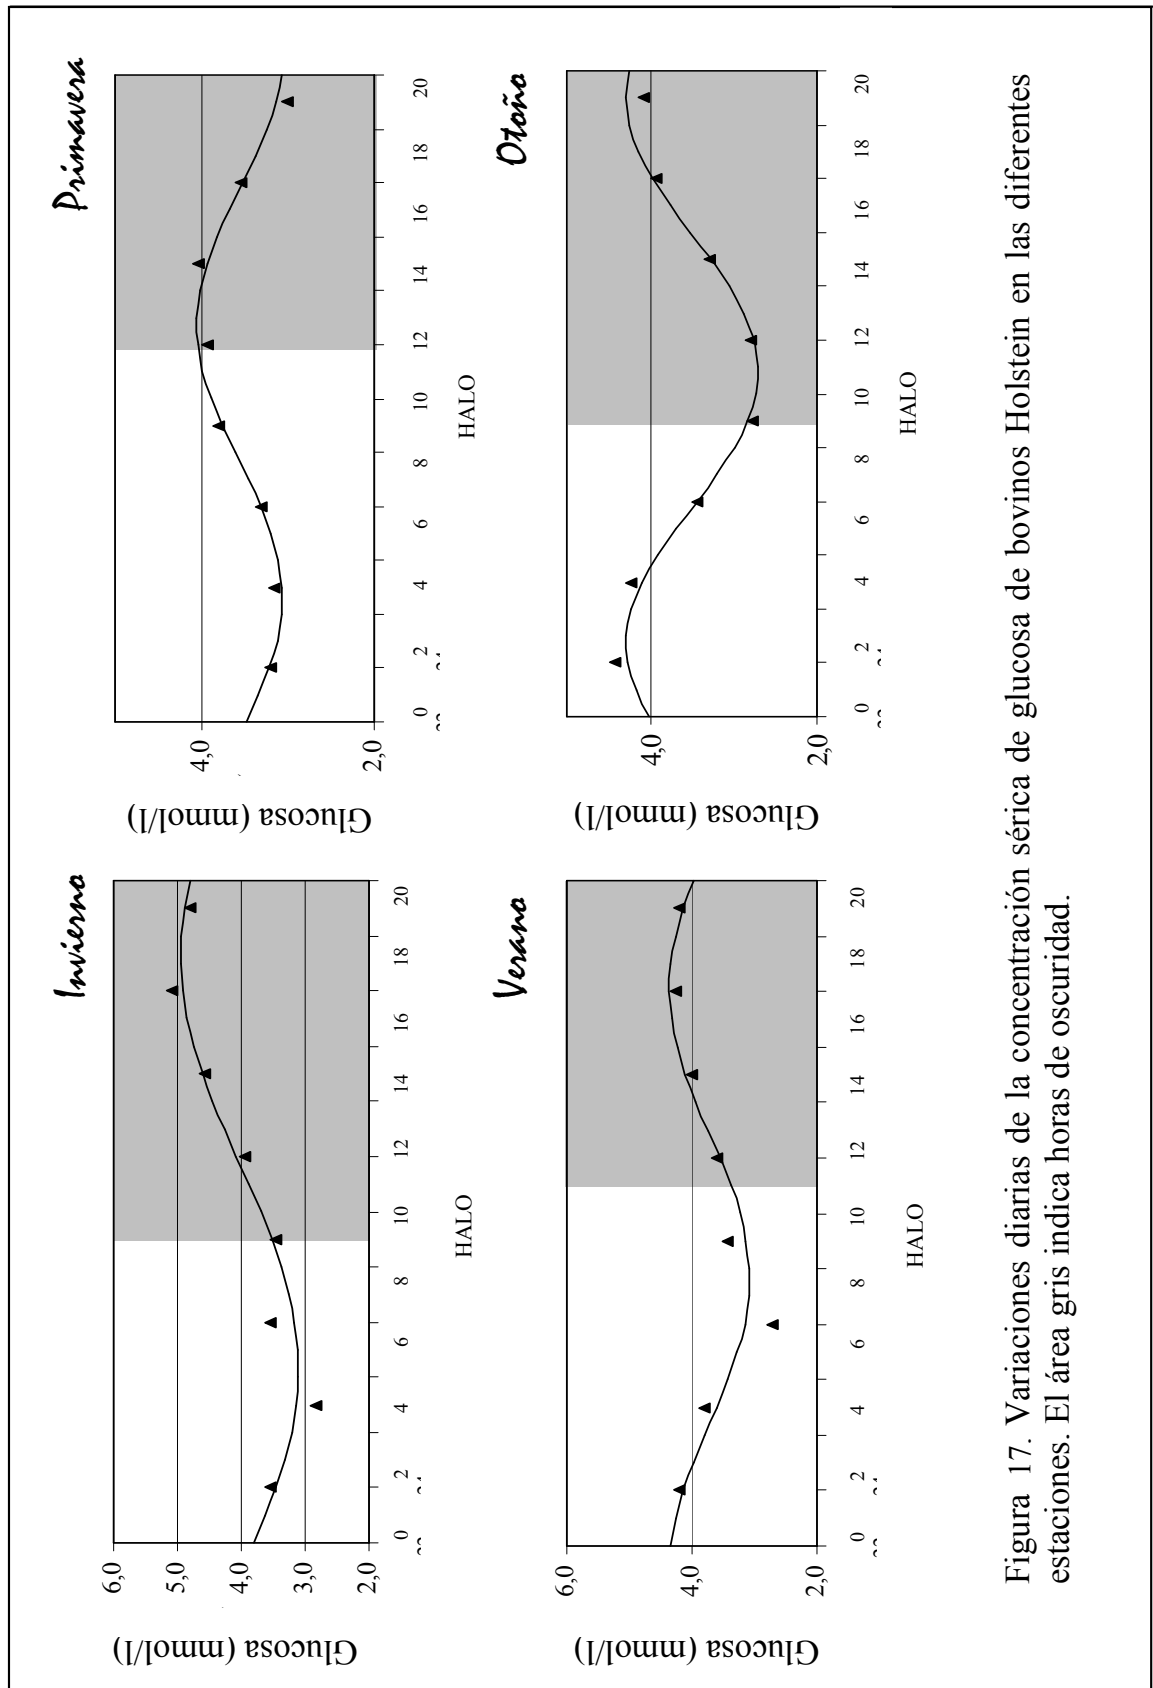 Invierno
Glucosa (mmol/l)
6,0
5,0
4,0
3,0
2,0
0 2 4 6 8 10 12 14 16 18 20
HALO
Primavera
Glucosa (mmol/l)
4,0
2,0
0 2 4 6 8 10 12 14 16 18 20
HALO
Verano
Glucosa (mmol/l)
6,0
4,0
2,0
0 2 4 6 8 10 12 14 16 18 20
HALO
Otoño
Glucosa (mmol/l)
4,0
2,0
0 2 4 6 8 10 12 14 16 18 20
HALO
Figura 17. Variaciones diarias de la concentración sérica de glucosa de bovinos Holstein en las diferentes
estaciones. El área gris indica horas de oscuridad.